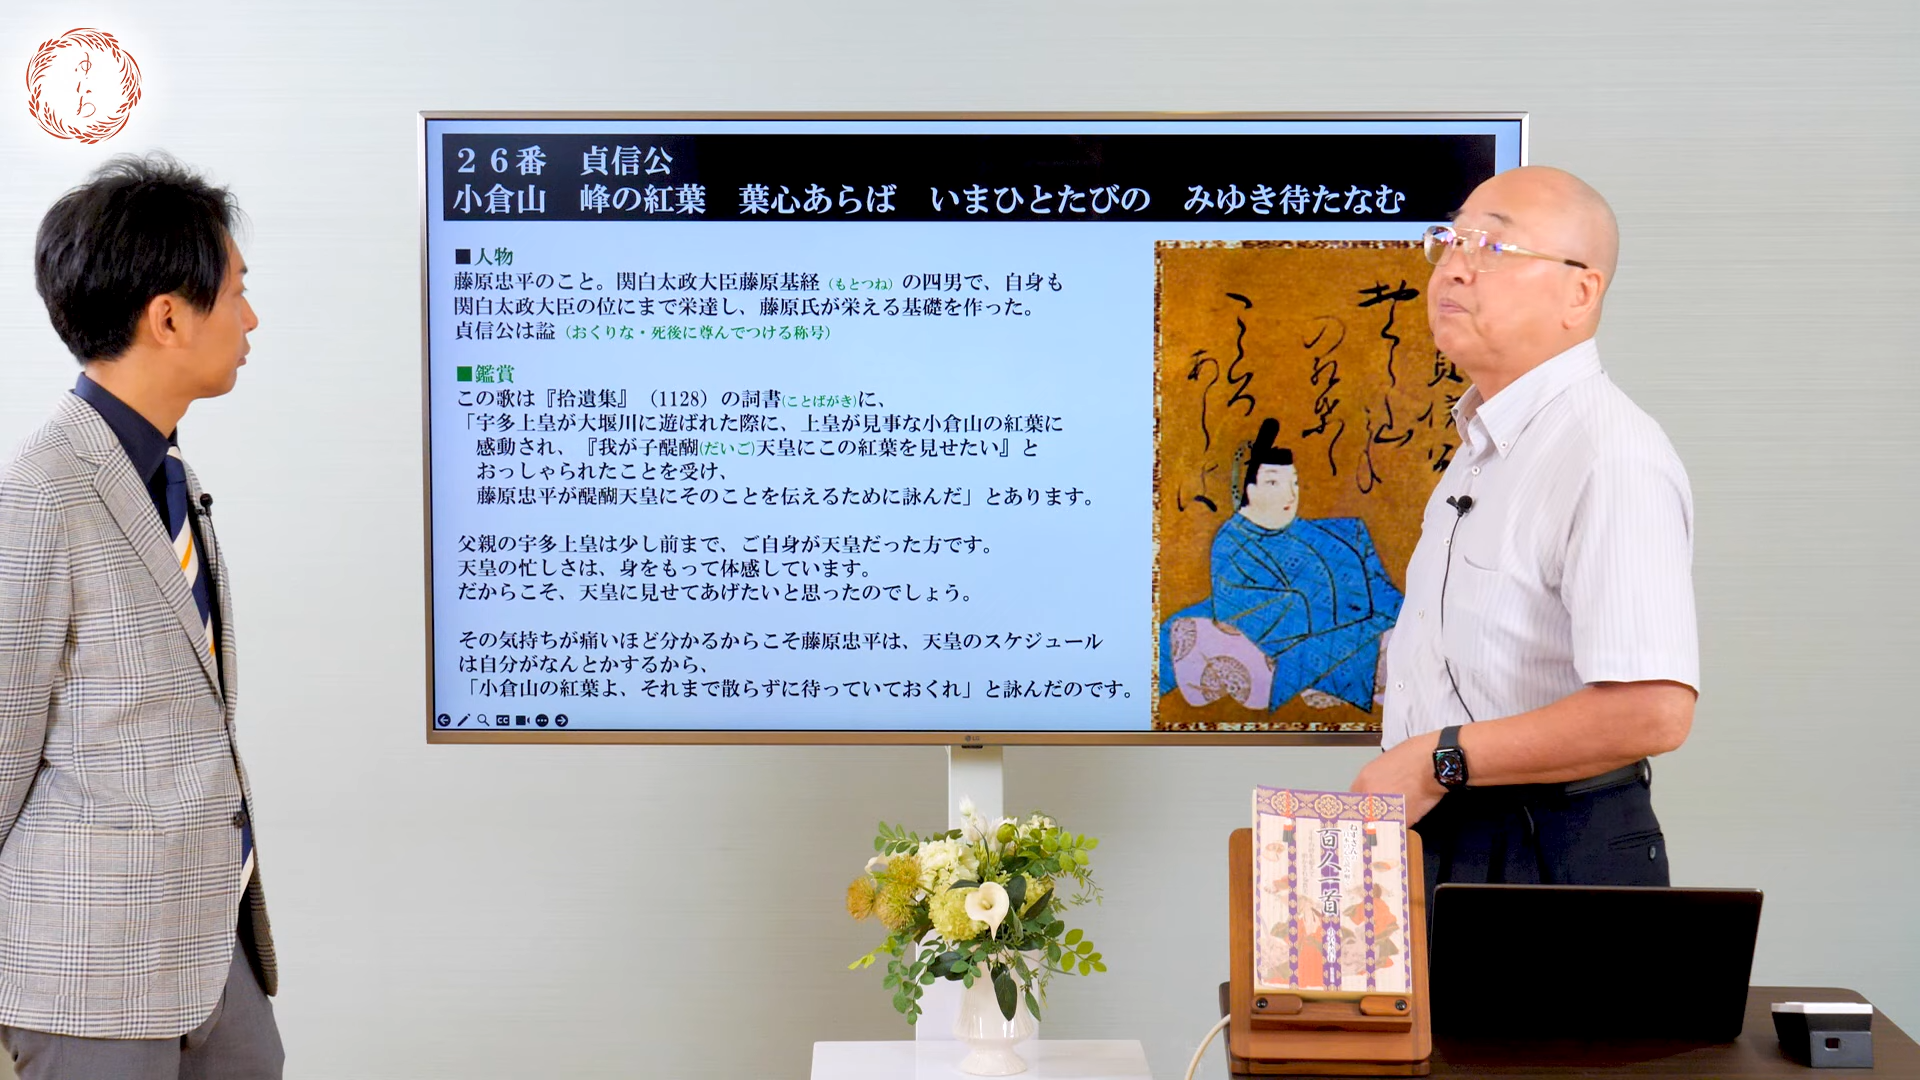 ゆにわ
２６番　貞信公
小倉山　峰の紅葉　葉心あらば　いまひとたびの　みゆき待たなむ
■人物
藤原忠平のこと。関白太政大臣藤原基経（もとつね）の四男で、自身も
関白太政大臣の位にまで栄達し、藤原氏が栄える基礎を作った。
貞信公は諡（おくりな・死後に尊んでつける称号）
■鑑賞
この歌は『拾遺集』（1128）の詞書(ことばがき)に、
「宇多上皇が大堰川に遊ばれた際に、上皇が見事な小倉山の紅葉に
感動され、『我が子醍醐(だいご)天皇にこの紅葉を見せたい』と
おっしゃられたことを受け、
藤原忠平が醍醐天皇にそのことを伝えるために詠んだ」とあります。
父親の宇多上皇は少し前まで、ご自身が天皇だった方です。
天皇の忙しさは、身をもって体感しています。
だからこそ、天皇に見せてあげたいと思ったのでしょう。
その気持ちが痛いほど分かるからこそ藤原忠平は、天皇のスケジュール
は自分がなんとかするから、
「小倉山の紅葉よ、それまで散らずに待っていておくれ」と詠んだのです。
LG
ねずさんの
百人一首